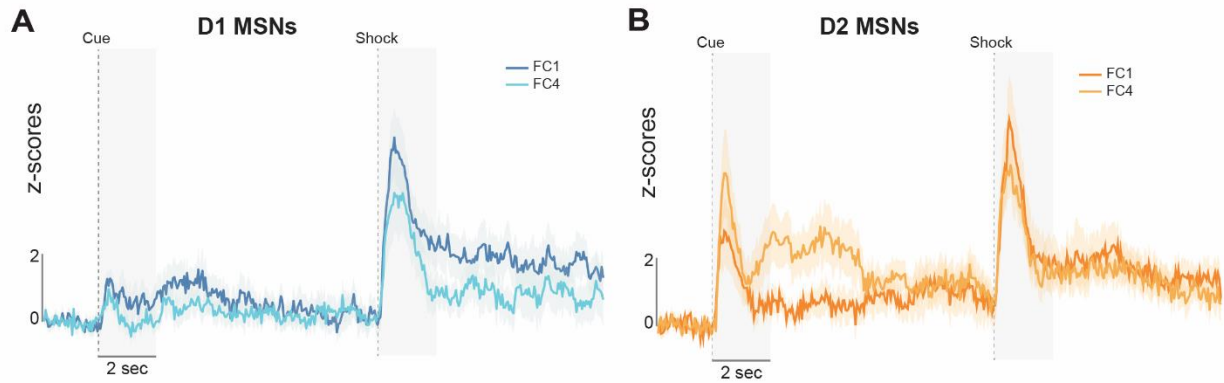 A
D1 MSNs
Cue
Shock
FC1
FC4
z-scores
2
0
2 sec
B
D2 MSNs
Cue
Shock
FC1
FC4
z-scores
2
0
2 sec